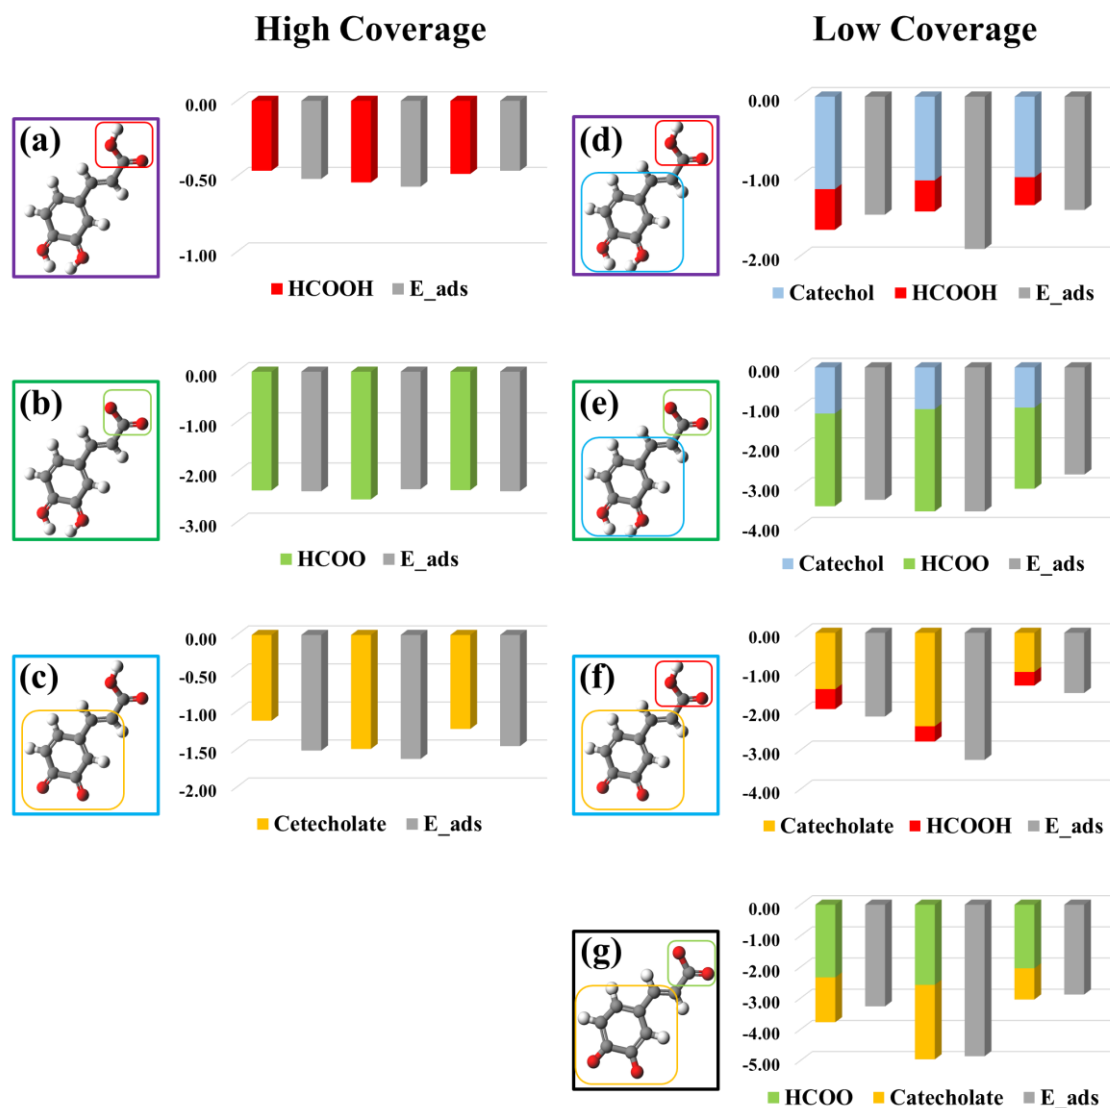 High Coverage
Low Coverage
(a)
0.00
-0.50
-1.00
HCOOH E_ads
(d)
0.00
-1.00
-2.00
Catechol HCOOH E_ads
(b)
0.00
-1.00
-2.00
-3.00
HCOO E_ads
(e)
0.00
-1.00
-2.00
-3.00
-4.00
Catechol HCOO E_ads
(c)
0.00
-0.50
-1.00
-1.50
-2.00
Cetecholate E_ads
(f)
0.00
-1.00
-2.00
-3.00
-4.00
Catecholate HCOOH E_ads
(g)
0.00
-1.00
-2.00
-3.00
-4.00
-5.00
HCOO Catecholate E_ads